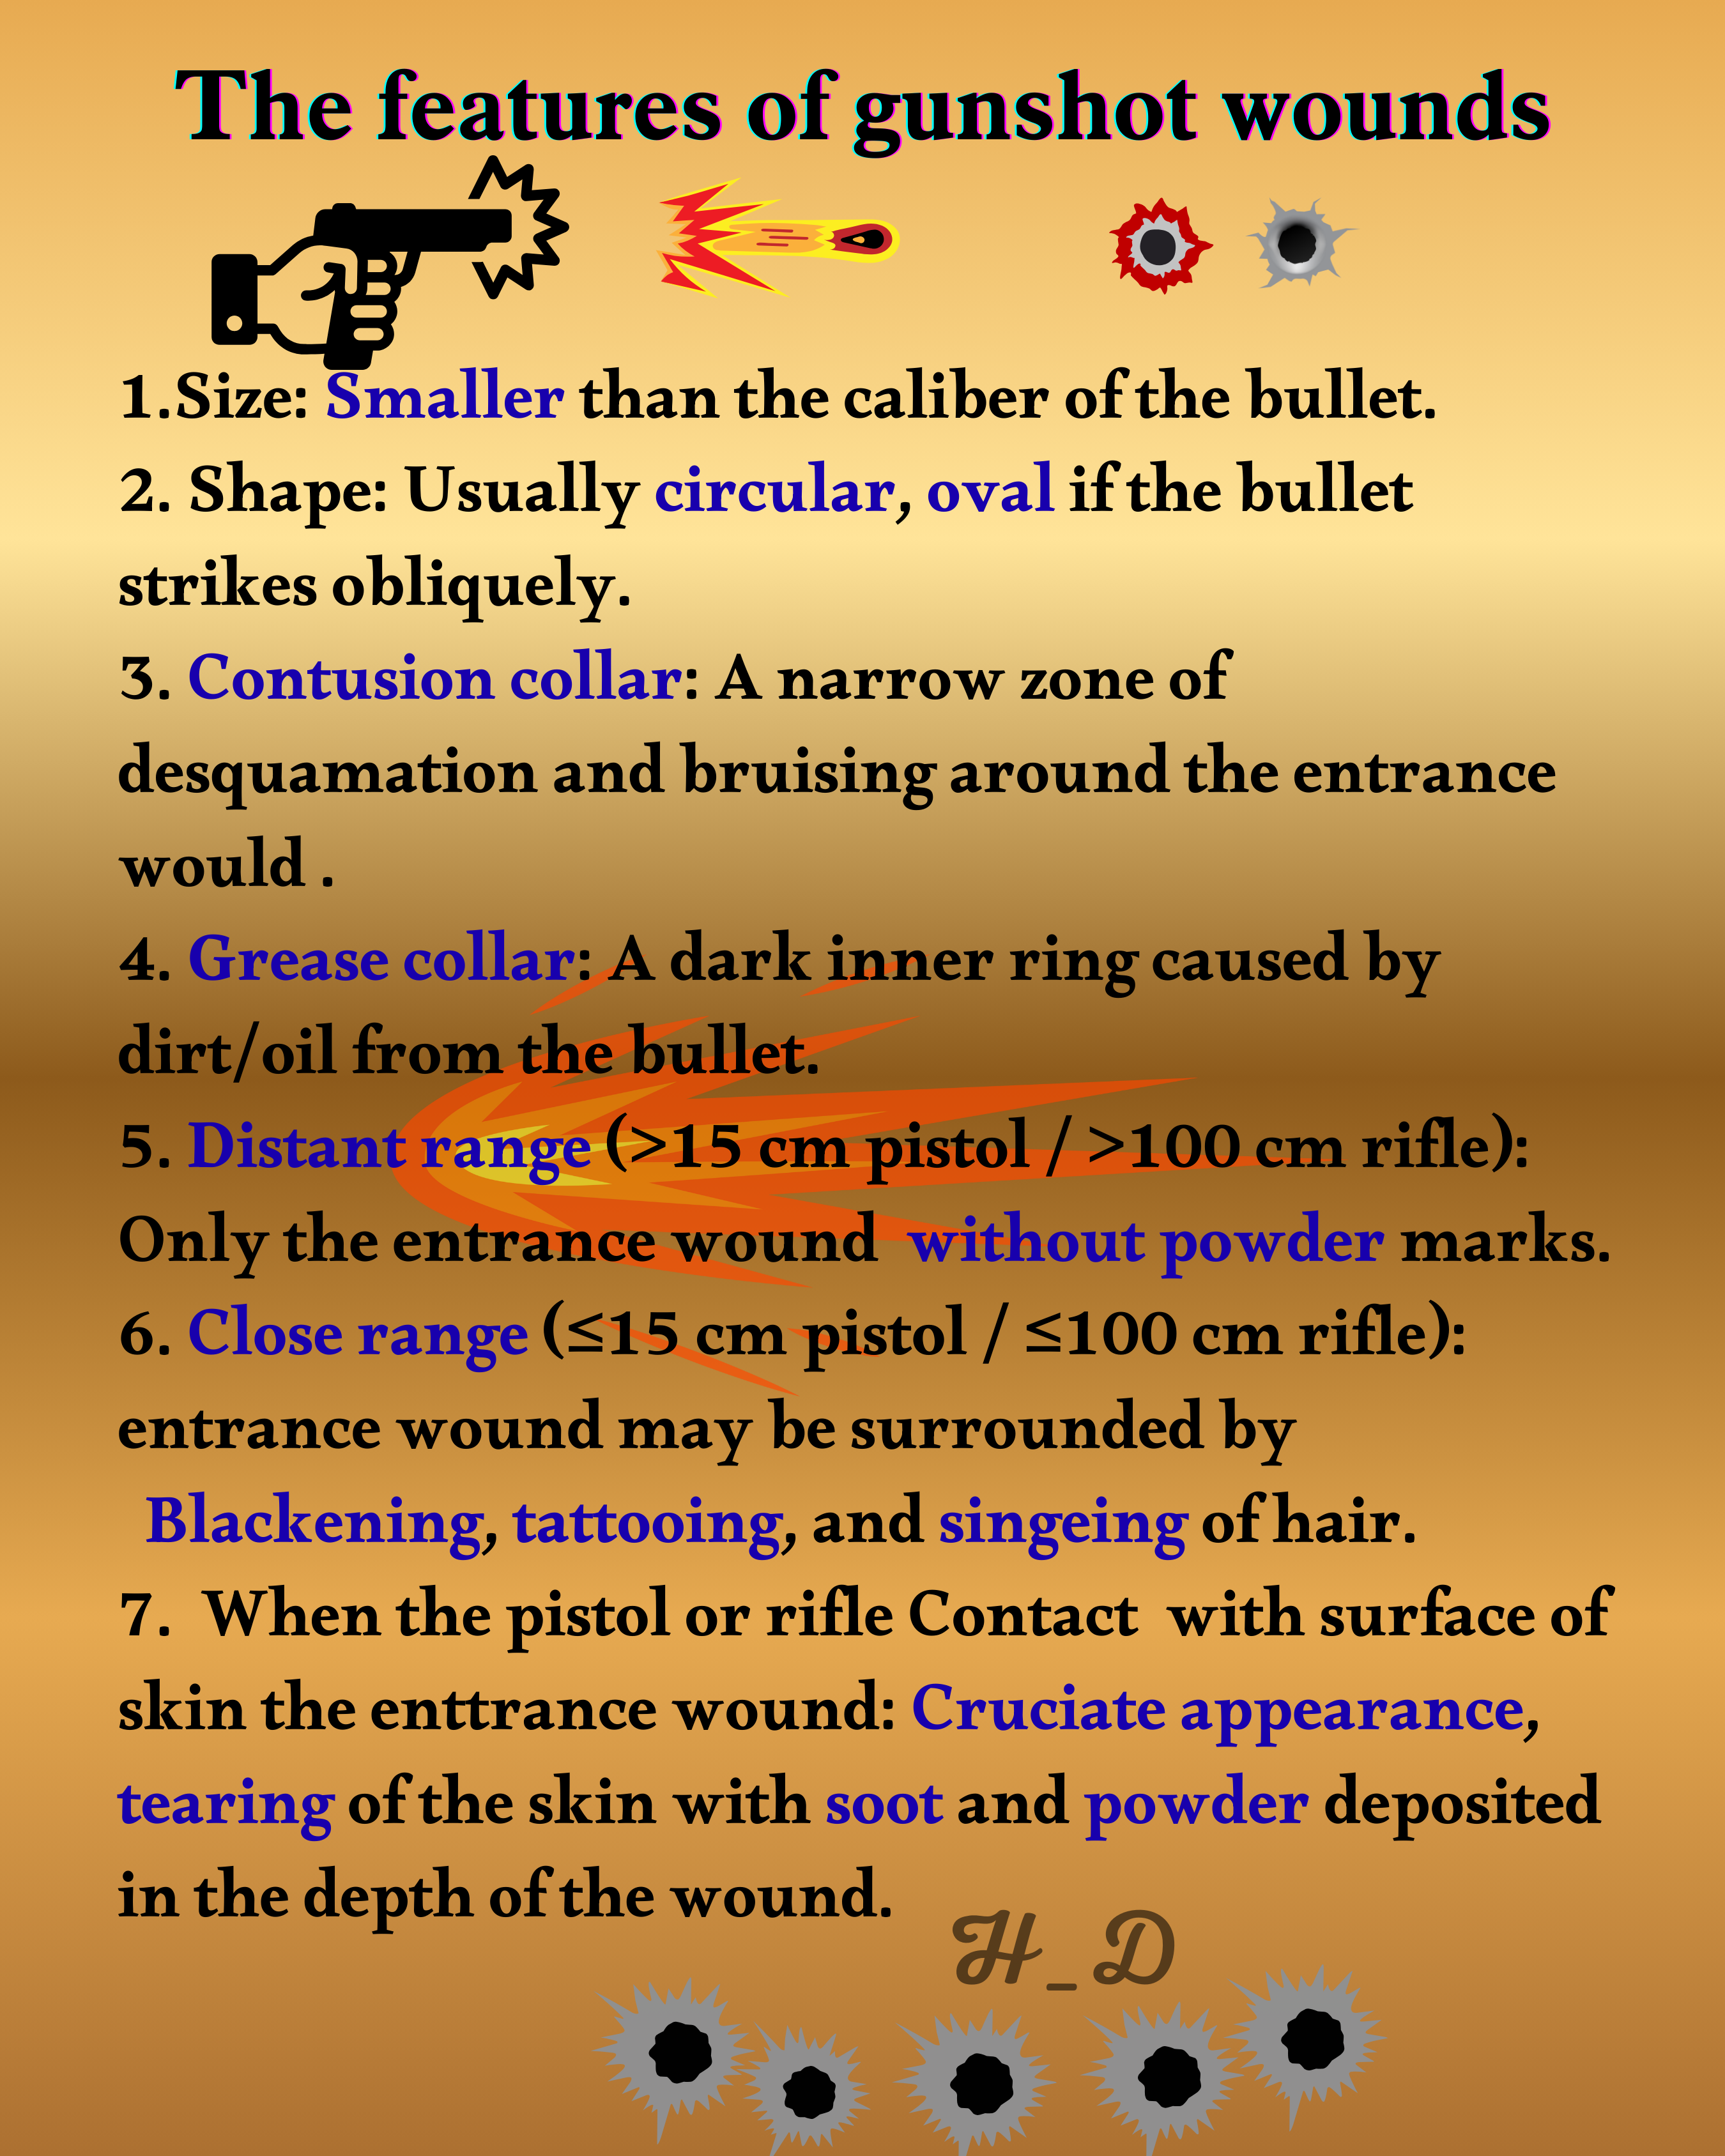 The features of gunshot wounds
1.Size: Smaller than the caliber of the bullet.
2. Shape: Usually circular, oval if the bullet
strikes obliquely.
3. Contusion collar: A narrow zone of
desquamation and bruising around the entrance
would .
4. Grease collar: A dark inner ring caused by
dirt/oil from the bullet.
5. Distant range (>15 cm pistol / >100 cm rifle):
Only the entrance wound without powder marks.
6. Close range (≤15 cm pistol / ≤100 cm rifle):
entrance wound may be surrounded by
Blackening, tattooing, and singeing of hair.
7. When the pistol or rifle Contact with surface of
skin the enttrance wound: Cruciate appearance,
tearing of the skin with soot and powder deposited
in the depth of the wound.
H_D